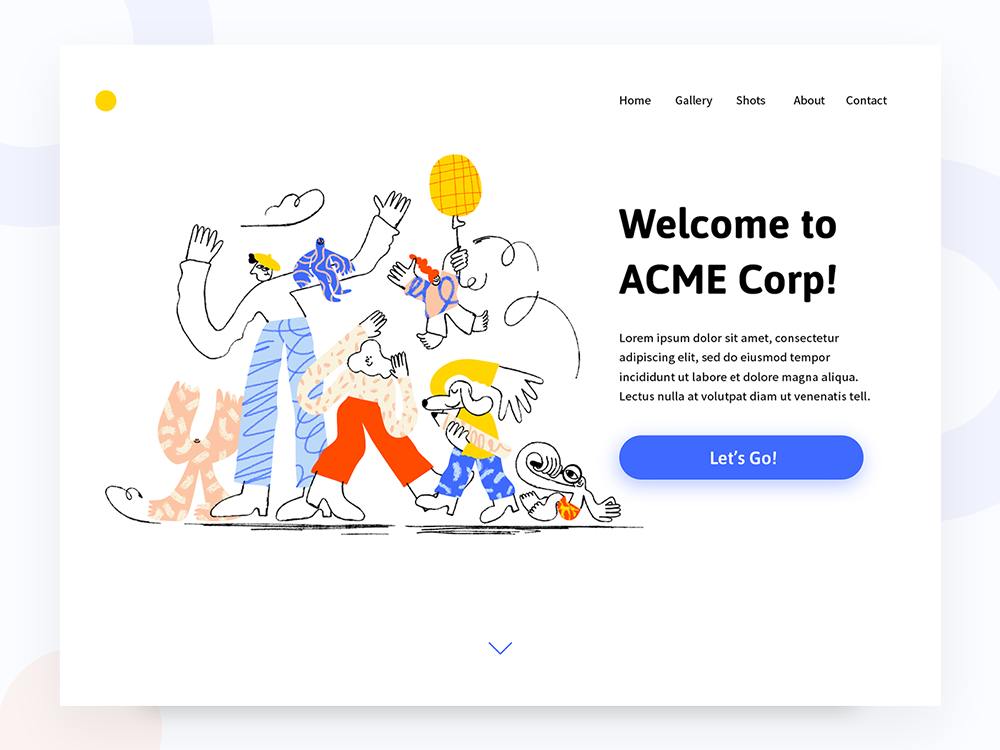 Home Gallery Shots About Contact
Welcome to
ACME Corp!
Lorem ipsum dolor sit amet, consectetur
adipiscing elit, sed do eiusmod tempor
incididunt ut labore et dolore magna aliqua.
Lectus nulla at volutpat diam ut venenatis tell.
Let’s Go!